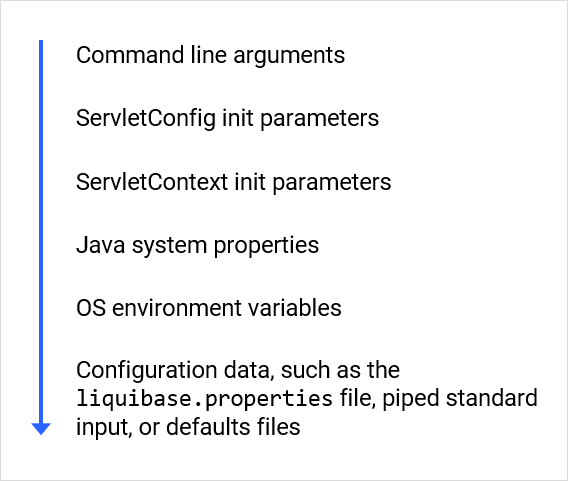 Command line arguments
ServletConfig init parameters
ServletContext init parameters
Java system properties
OS environment variables
Configuration data, such as the
liquibase.properties file, piped standard
input, or defaults files